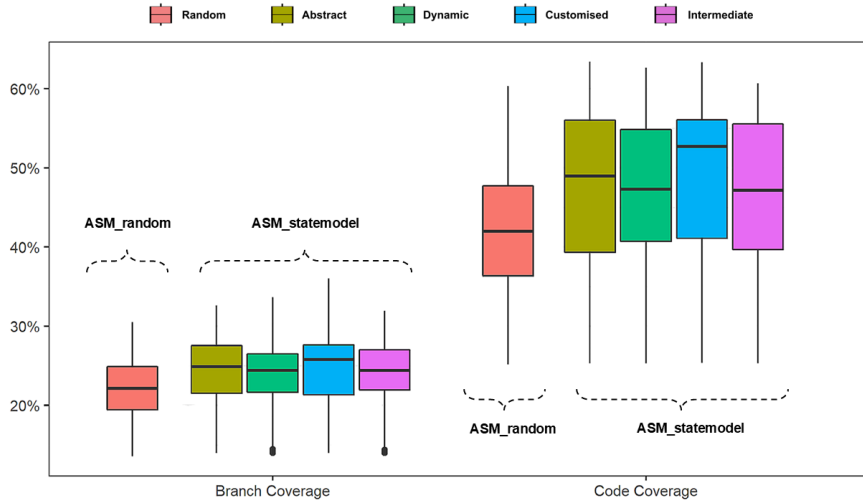 Random Abstract Dynamic Customised Intermediate
60%
50%
40%
30%
20%
ASM_random ASM_statemodel
ASM_random ASM_statemodel
Branch Coverage Code Coverage